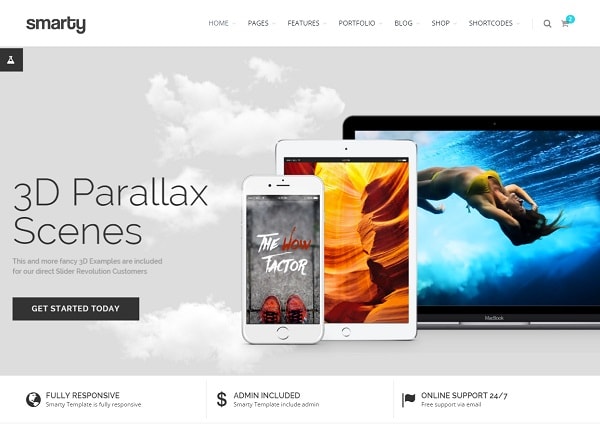 smarty
HOME PAGES FEATURES PORTFOLIO BLOG SHOP SHORTCODES 2
3D Parallax
Scenes
This and more fancy 3D Examples are included
for our direct Slider Revolution Customers
GET STARTED TODAY
THE HOW
FACTOR
MacBook
FULLY RESPONSIVE
Smarty Template is fully responsive
ADMIN INCLUDED
Smarty Template include admin
ONLINE SUPPORT 24/7
Free support via email